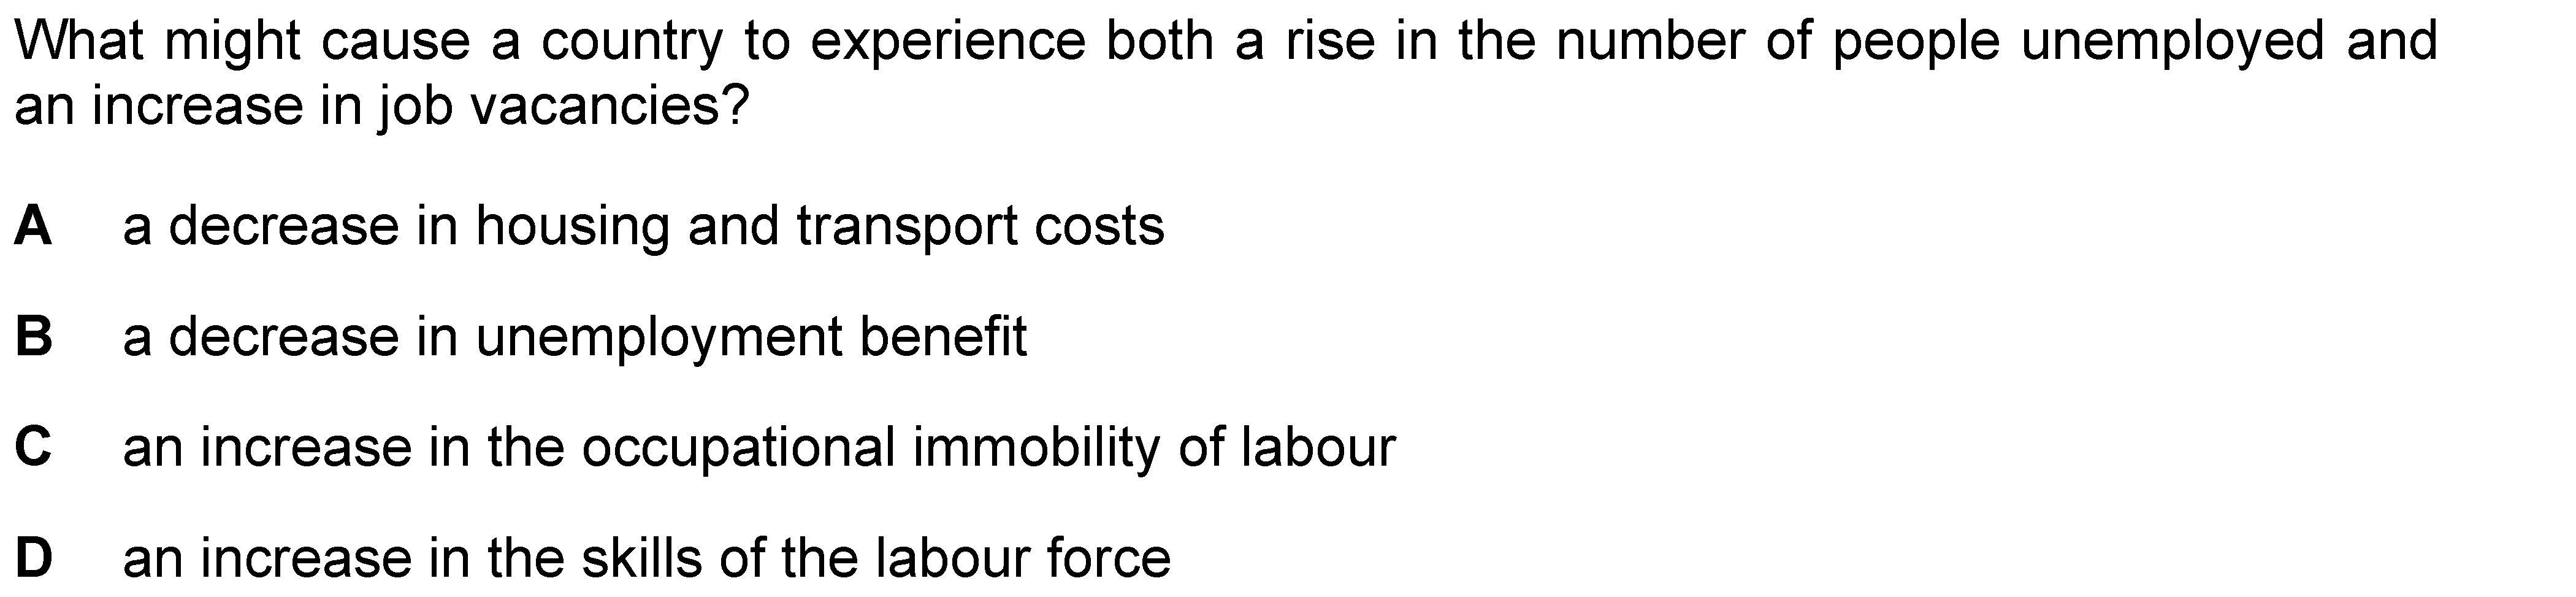 What might cause a country to experience both a rise in the number of people unemployed and
an increase in job vacancies?
A a decrease in housing and transport costs
B a decrease in unemployment benefit
C an increase in the occupational immobility of labour
D an increase in the skills of the labour force